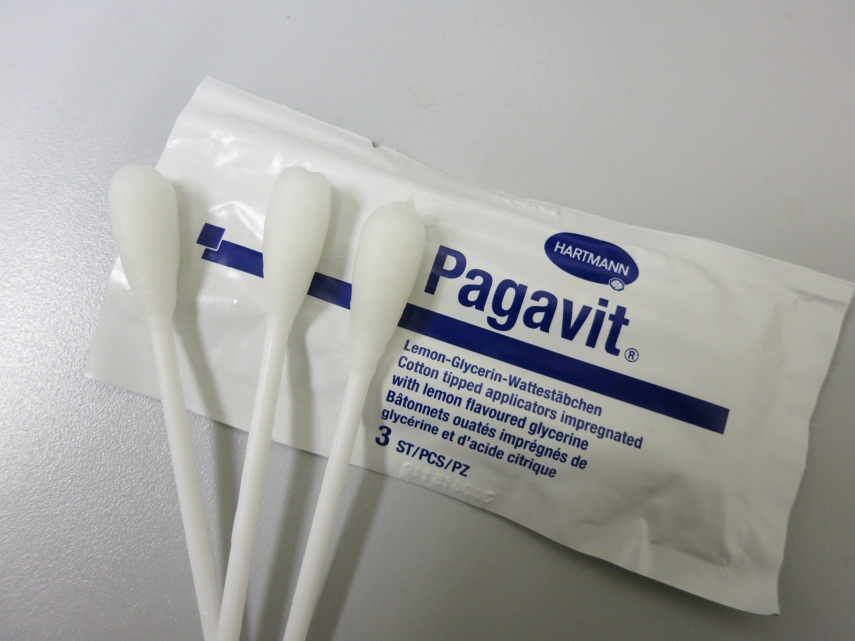 HARTMANN
Pagavit®
Lemon-Glycerin-Wattestäbchen
Cotton tipped applicators impregnated
with lemon flavoured glycerine
Bâtonnets ouatés imprégnés de
glycérine et d'acide citrique
3 ST/PCS/PZ